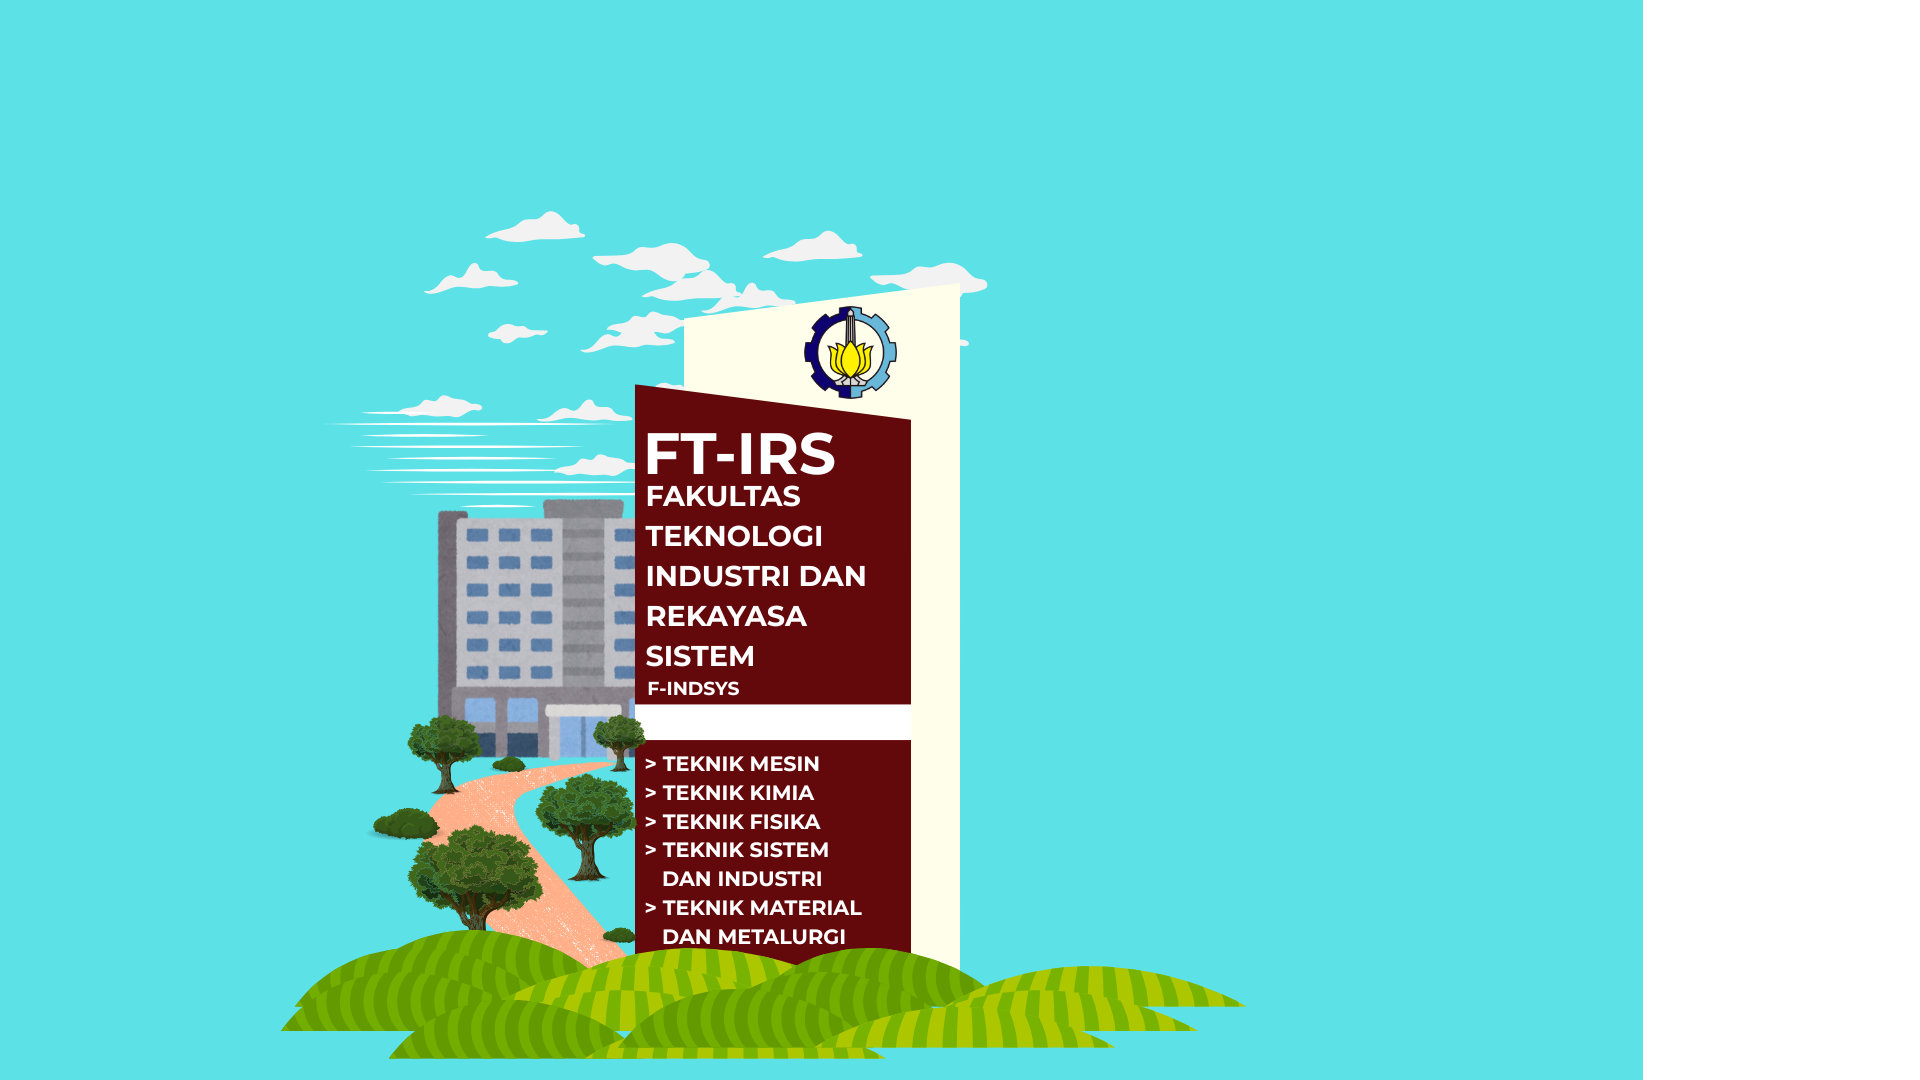 FT-IRS
FAKULTAS
TEKNOLOGI
INDUSTRI DAN
REKAYASA
SISTEM
F-INDSYS
> TEKNIK MESIN
> TEKNIK KIMIA
> TEKNIK FISIKA
> TEKNIK SISTEM
DAN INDUSTRI
> TEKNIK MATERIAL
DAN METALURGI